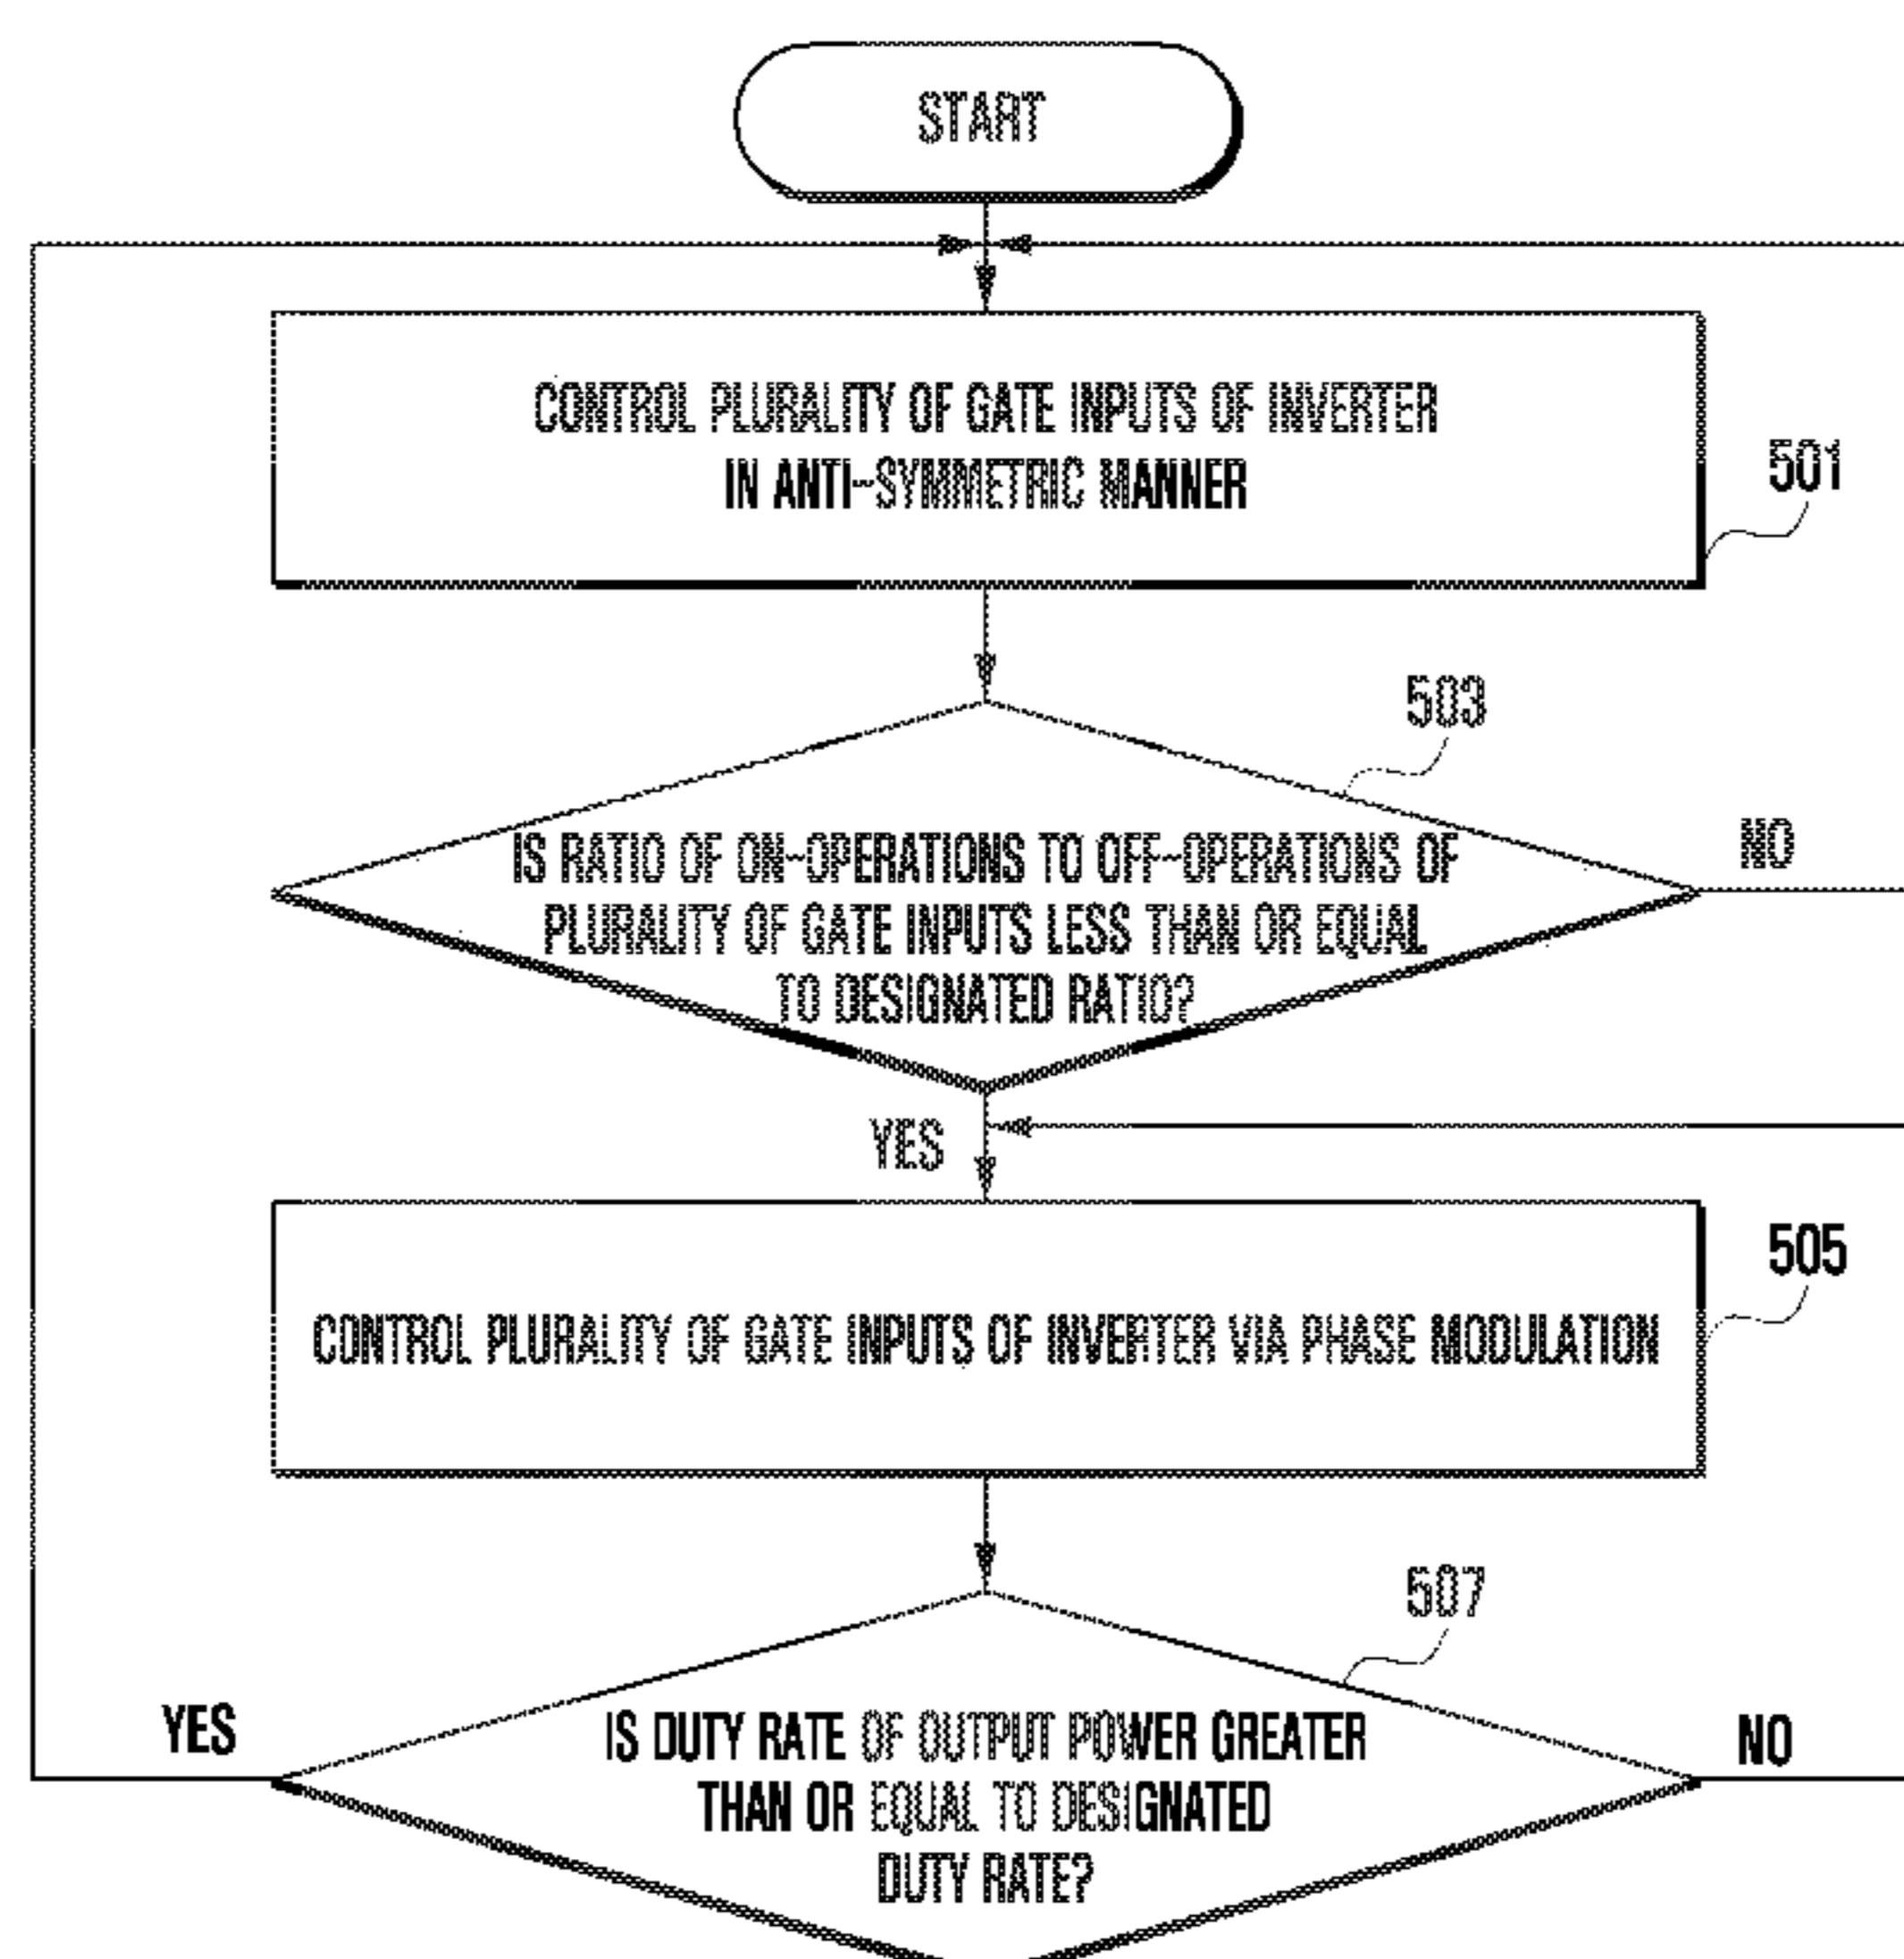 START
CONTROL PLURALITY OF GATE INPUTS OF INVERTER
IN ANTI-SYMMETRIC MANNER
501
503
IS RATIO OF ON-OPERATIONS TO OFF-OPERATIONS OF
PLURALITY OF GATE INPUTS LESS THAN OR EQUAL
TO DESIGNATED RATIO?
NO
YES
505
CONTROL PLURALITY OF GATE INPUTS OF INVERTER VIA PHASE MODULATION
507
YES
IS DUTY RATE OF OUTPUT POWER GREATER
THAN OR EQUAL TO DESIGNATED
DUTY RATE?
NO